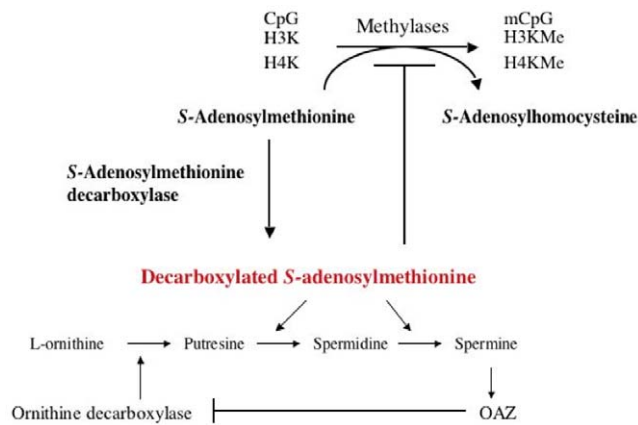 CpG
H3K
H4K
Methylases
mCpG
H3KMe
H4KMe
S-Adenosylmethionine
S-Adenosylhomocysteine
S-Adenosylmethionine
decarboxylase
Decarboxylated S-adenosylmethionine
L-ornithine
Putresine
Spermidine
Spermine
Ornithine decarboxylase
OAZ